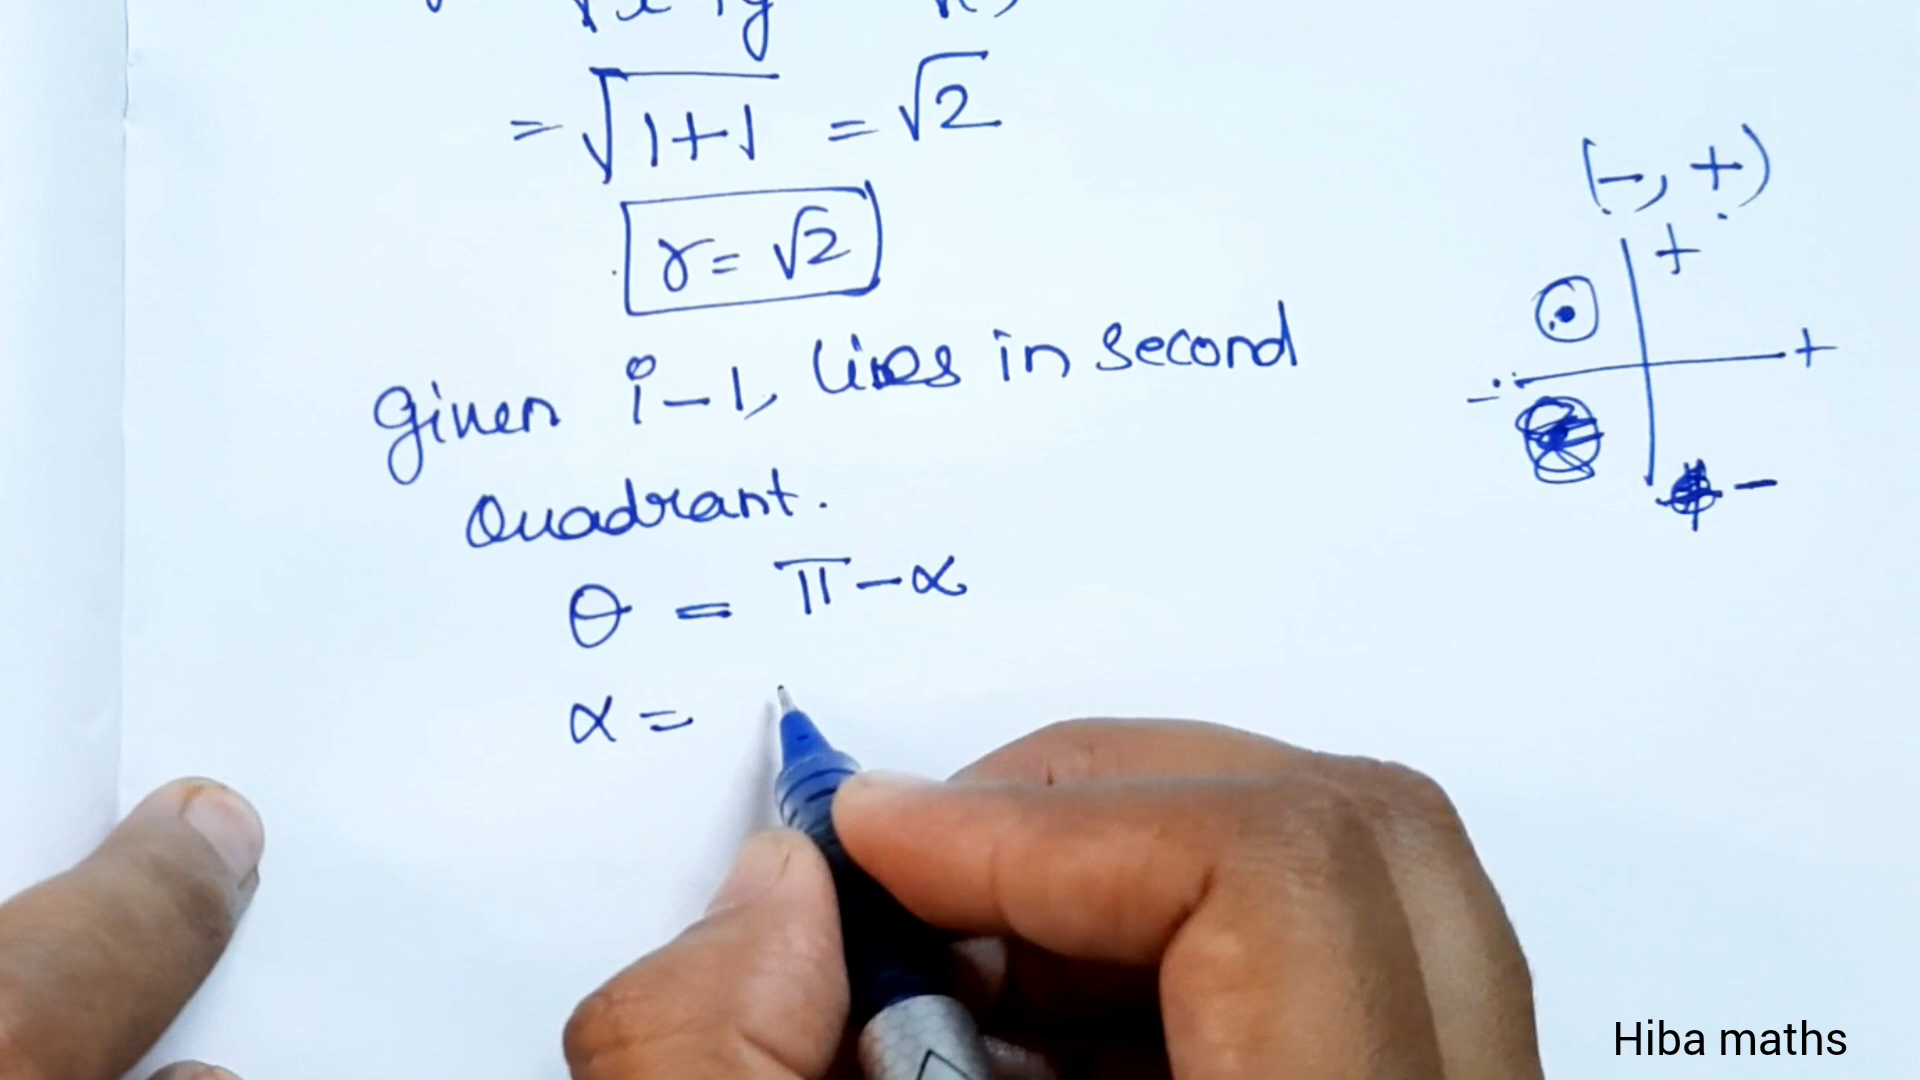 = √1+1 = √2
r = √2
(-, +)
+
Given i-1, lies in second
- +
Quadrant.
-
θ = π-α
α =
Hiba maths